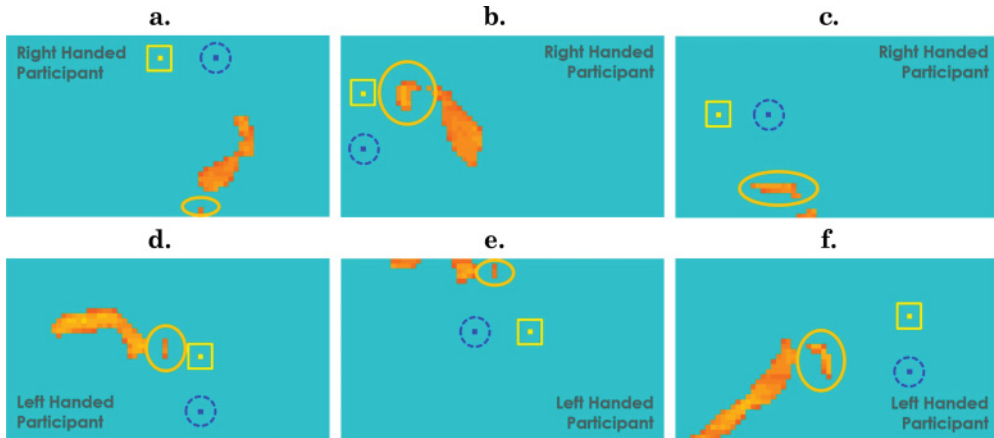 a.
b.
c.
Right Handed
Participant
Right Handed
Participant
Right Handed
Participant
d.
e.
f.
Left Handed
Participant
Left Handed
Participant
Left Handed
Participant